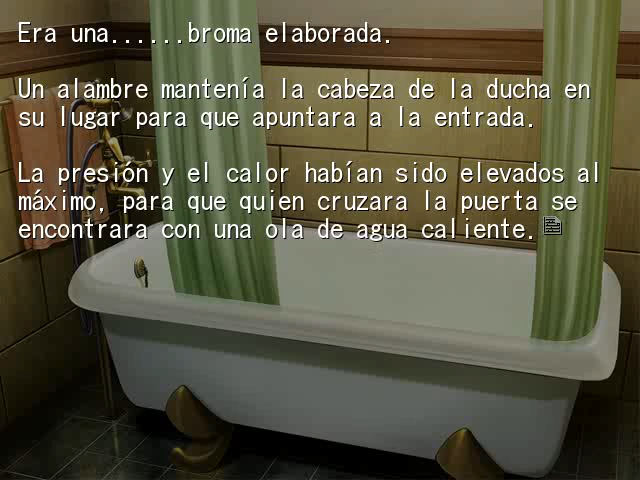 Era una......broma elaborada.
Un alambre mantenía la cabeza de la ducha en
su lugar para que apuntara a la entrada.
La presión y el calor habían sido elevados al
máximo, para que quien cruzara la puerta se
encontrara con una ola de agua caliente.